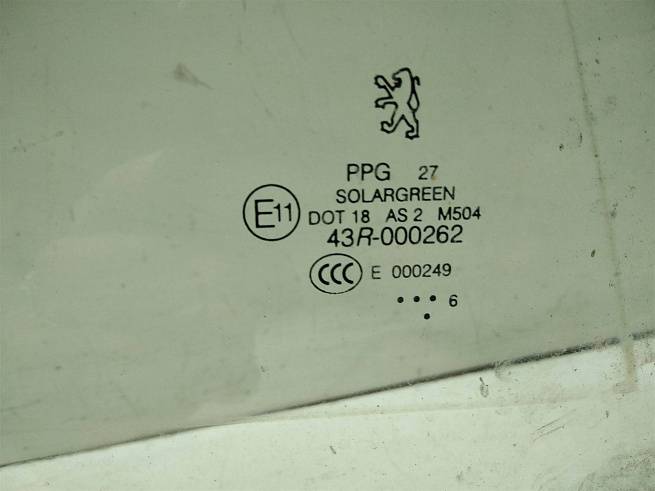 PPG 27
SOLARGREEN
E11
DOT 18 AS 2 M504
43R-000262
CCC E 000249
••• 6
•